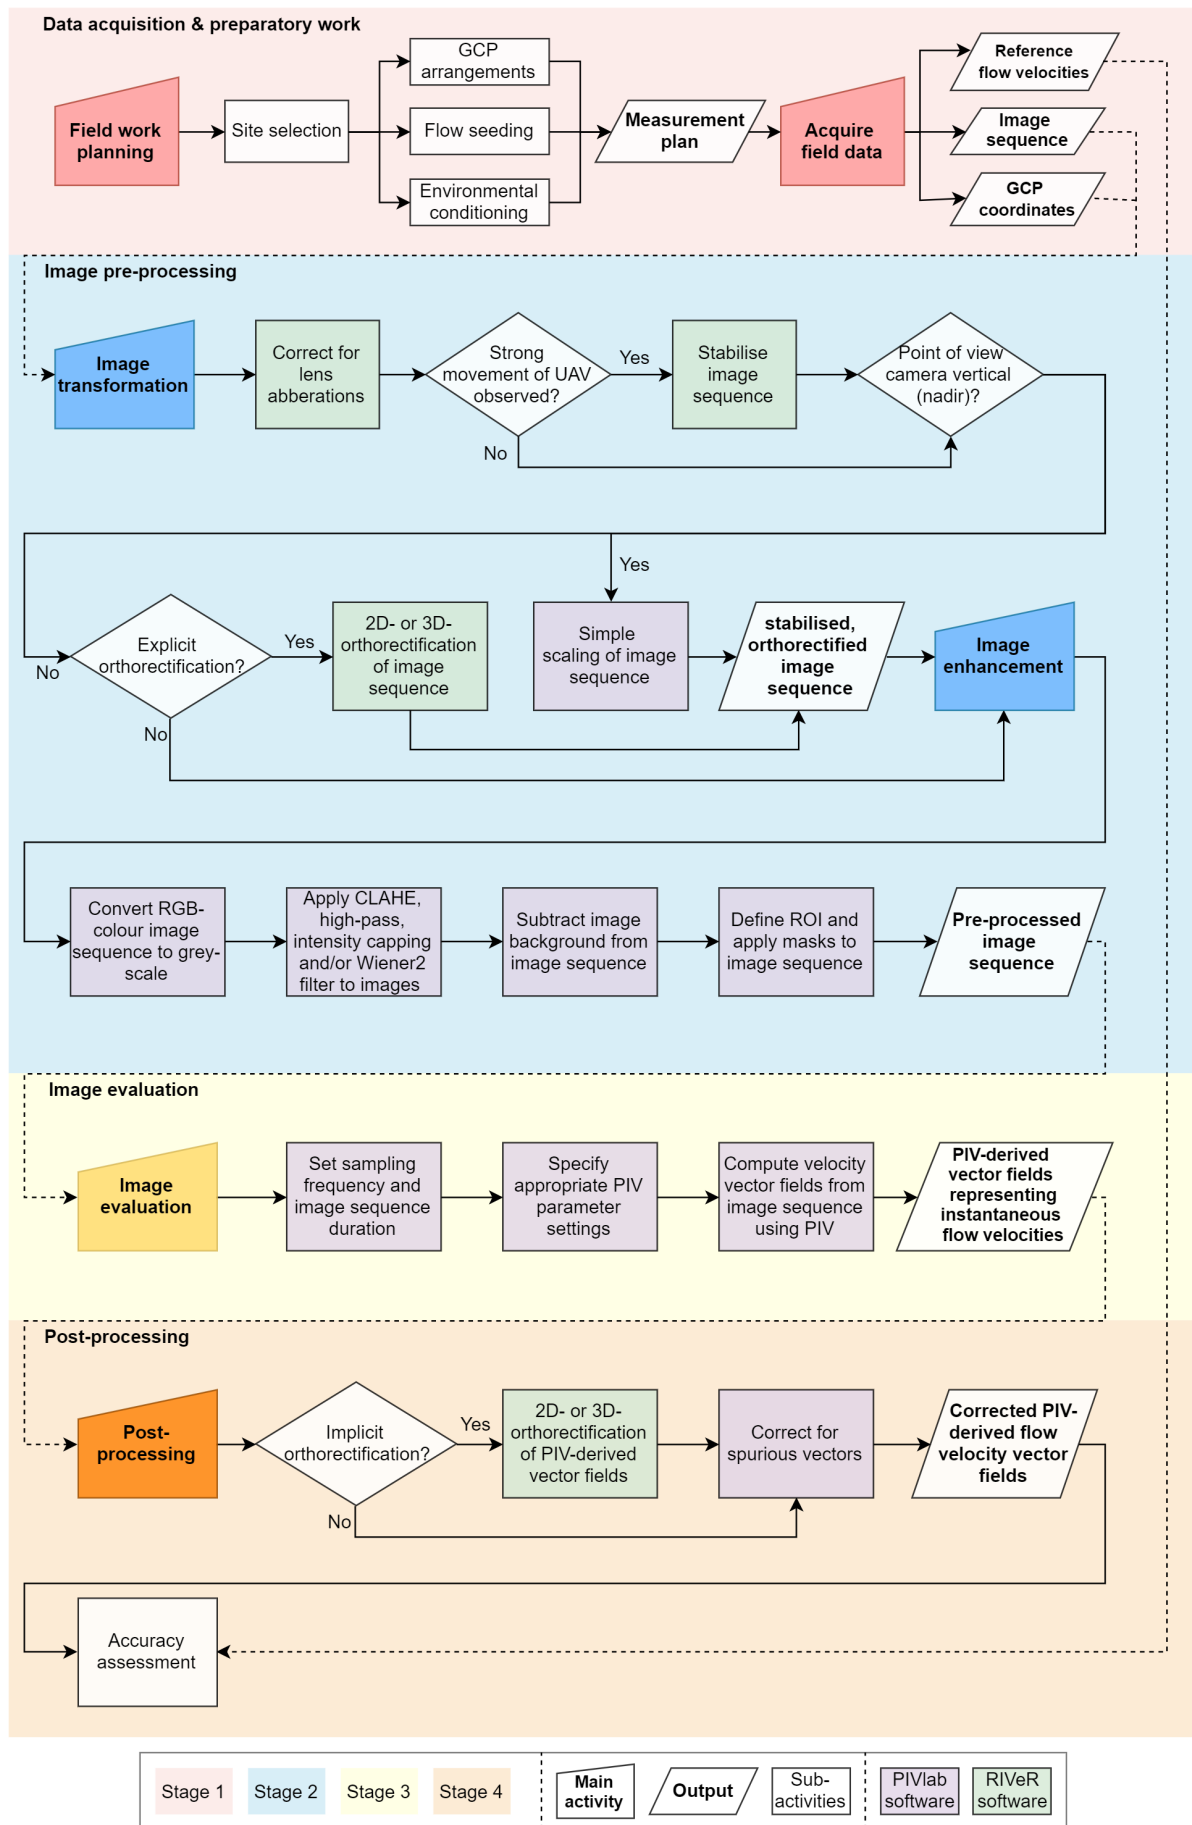 Data acquisition & preparatory work
Field work
planning
Site selection
GCP
arrangements
Flow seeding
Environmental
conditioning
Measurement
plan
Acquire
field data
Reference
flow velocities
Image
sequence
GCP
coordinates
Image pre-processing
Image
transformation
Correct for
lens
abberations
Strong
movement of UAV
observed?
Yes
No
Stabilise
image
sequence
Point of view
camera vertical
(nadir)?
Yes
No
Explicit
orthorectification?
Yes
No
2D- or 3D-
orthorectification
of image
sequence
Simple
scaling of image
sequence
stabilised,
orthorectified
image
sequence
Image
enhancement
Convert RGB-
colour image
sequence to grey-
scale
Apply CLAHE,
high-pass,
intensity capping
and/or Wiener2
filter to images
Subtract image
background from
image sequence
Define ROI and
apply masks to
image sequence
Pre-processed
image
sequence
Image evaluation
Image
evaluation
Set sampling
frequency and
image sequence
duration
Specify
appropriate PIV
parameter
settings
Compute velocity
vector fields from
image sequence
using PIV
PIV-derived
vector fields
representing
instantaneous
flow velocities
Post-processing
Post-
processing
Implicit
orthorectification?
Yes
No
2D- or 3D-
orthorectification
of PIV-derived
vector fields
Correct for
spurious vectors
Corrected PIV-
derived flow
velocity vector
fields
Accuracy
assessment
Stage 1
Stage 2
Stage 3
Stage 4
Main
activity
Output
Sub-
activities
PIVlab
software
RIVeR
software